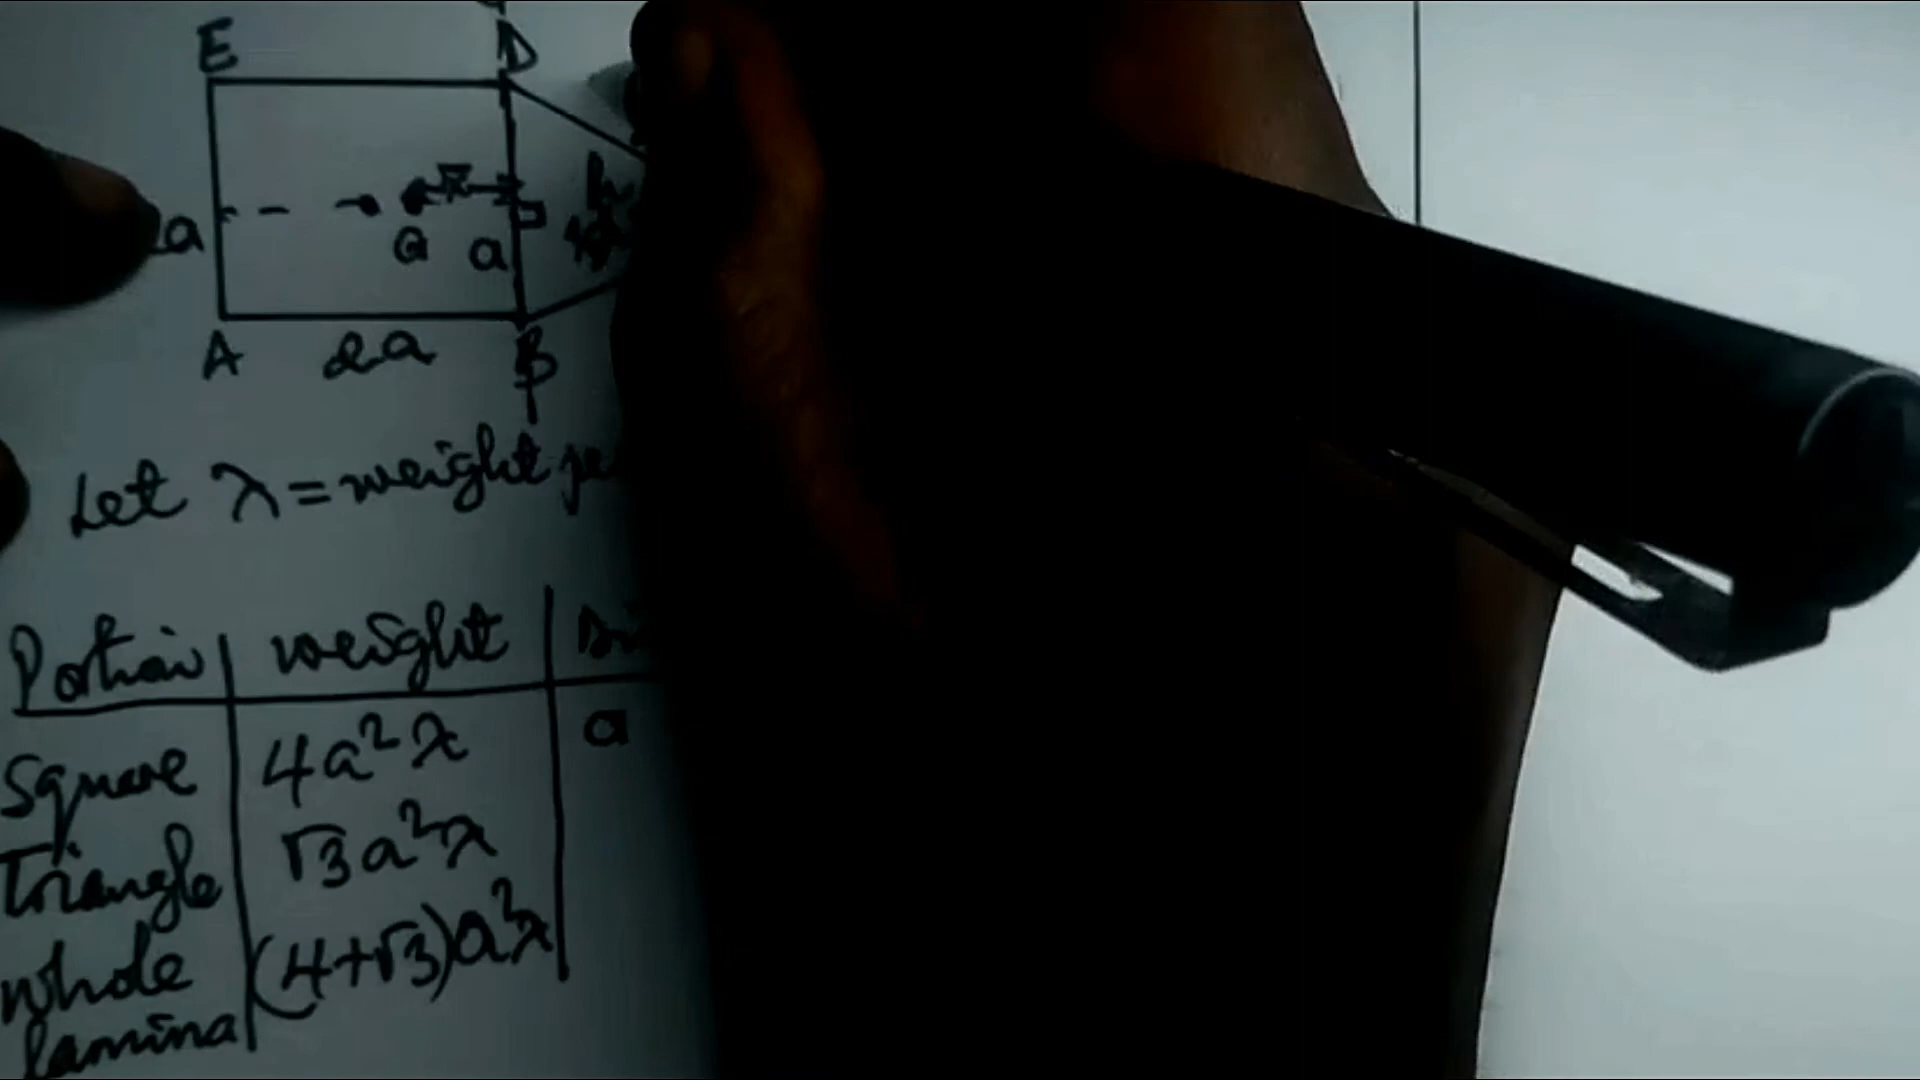 E D
x̄
G a
a
A 2a B
Let λ = weight
Portion weight
Square 4a²λ a
Triangle √3a²λ
Whole (4+√3)a²λ
lamina